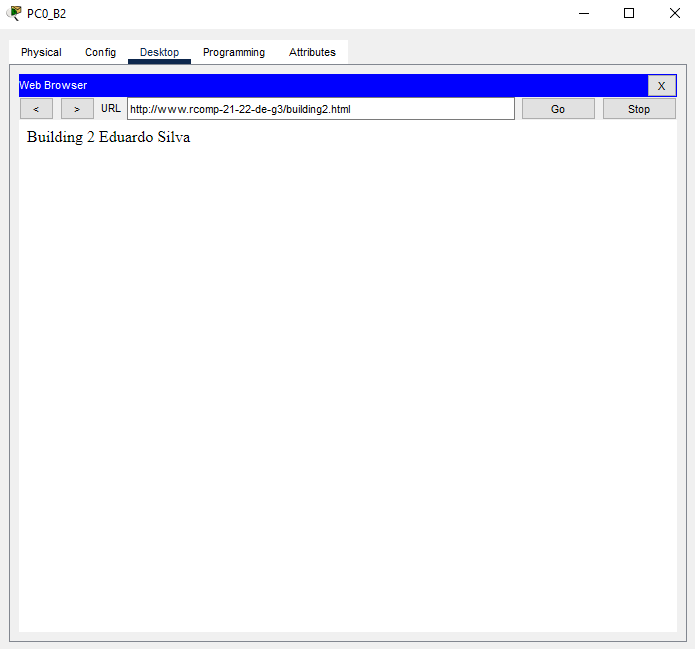 PC0_B2
Physical Config Desktop Programming Attributes
Web Browser X
< > URL http://www.rcomp-21-22-de-g3/building2.html Go Stop
Building 2 Eduardo Silva